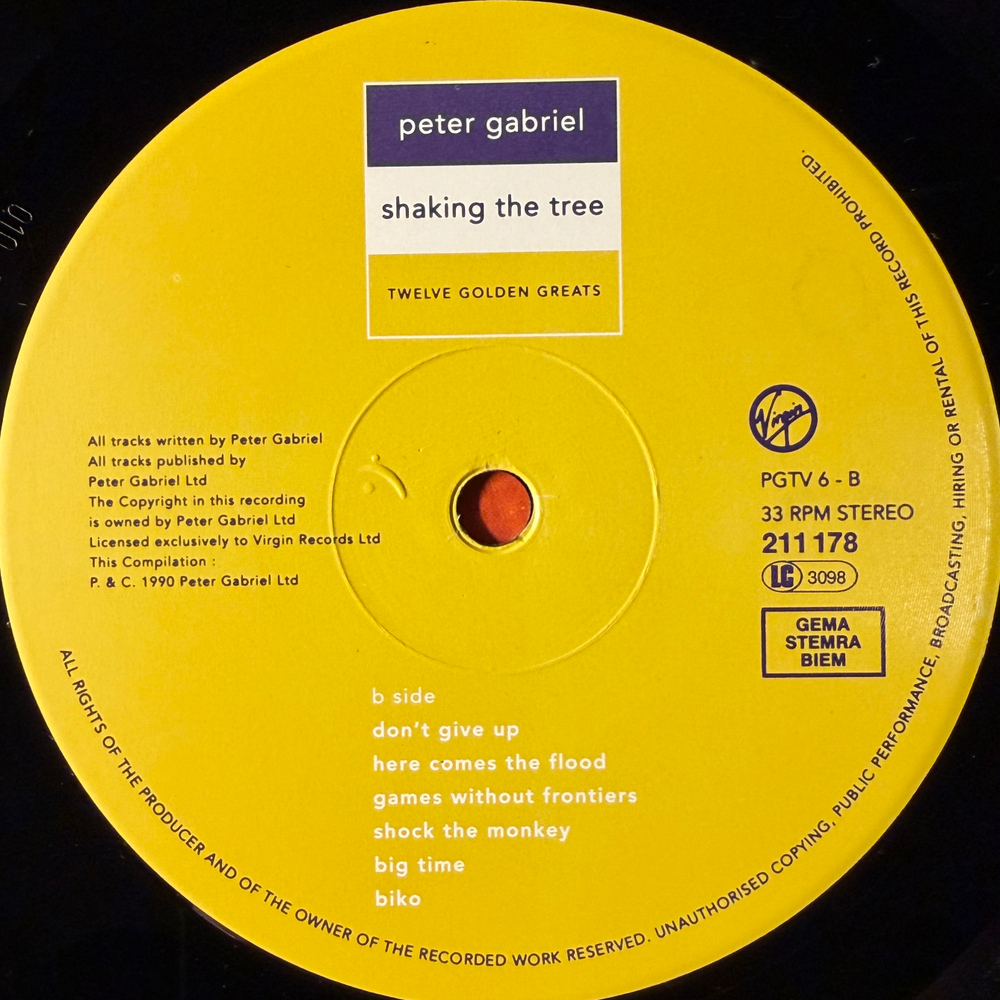 peter gabriel
shaking the tree
TWELVE GOLDEN GREATS
All tracks written by Peter Gabriel
All tracks published by
Peter Gabriel Ltd
The Copyright in this recording
is owned by Peter Gabriel Ltd
Licensed exclusively to Virgin Records Ltd
This Compilation :
P. & C. 1990 Peter Gabriel Ltd
Virgin
PGTV 6 - B
33 RPM STEREO
211 178
LC 3098
GEMA
STEMRA
BIEM
b side
don't give up
here comes the flood
games without frontiers
shock the monkey
big time
biko
ALL RIGHTS OF THE PRODUCER AND OF THE OWNER OF THE RECORDED WORK RESERVED. UNAUTHORISED COPYING, PUBLIC PERFORMANCE, BROADCASTING, HIRING OR RENTAL OF THIS RECORD PROHIBITED.